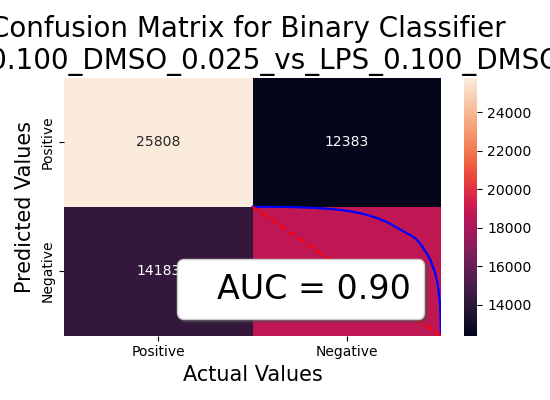 Confusion Matrix for Binary Classifier
0.100_DMSO_0.025_vs_LPS_0.100_DMSO
Predicted Values
Positive
Negative
25808
12383
14183
AUC = 0.90
Positive
Negative
Actual Values
24000
22000
20000
18000
16000
14000